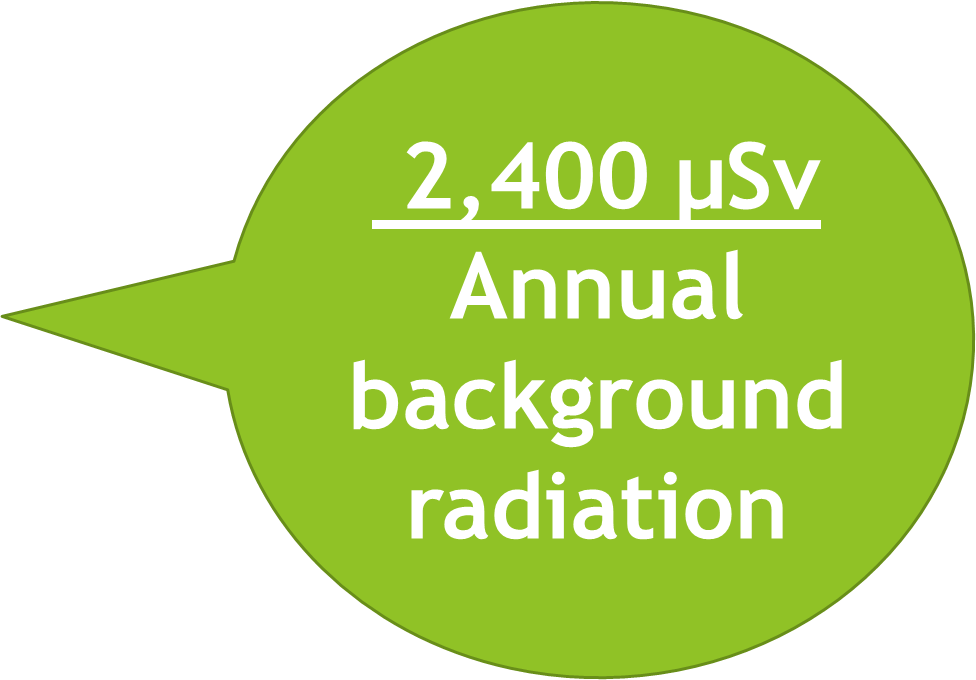 2,400 µSv
Annual
background
radiation